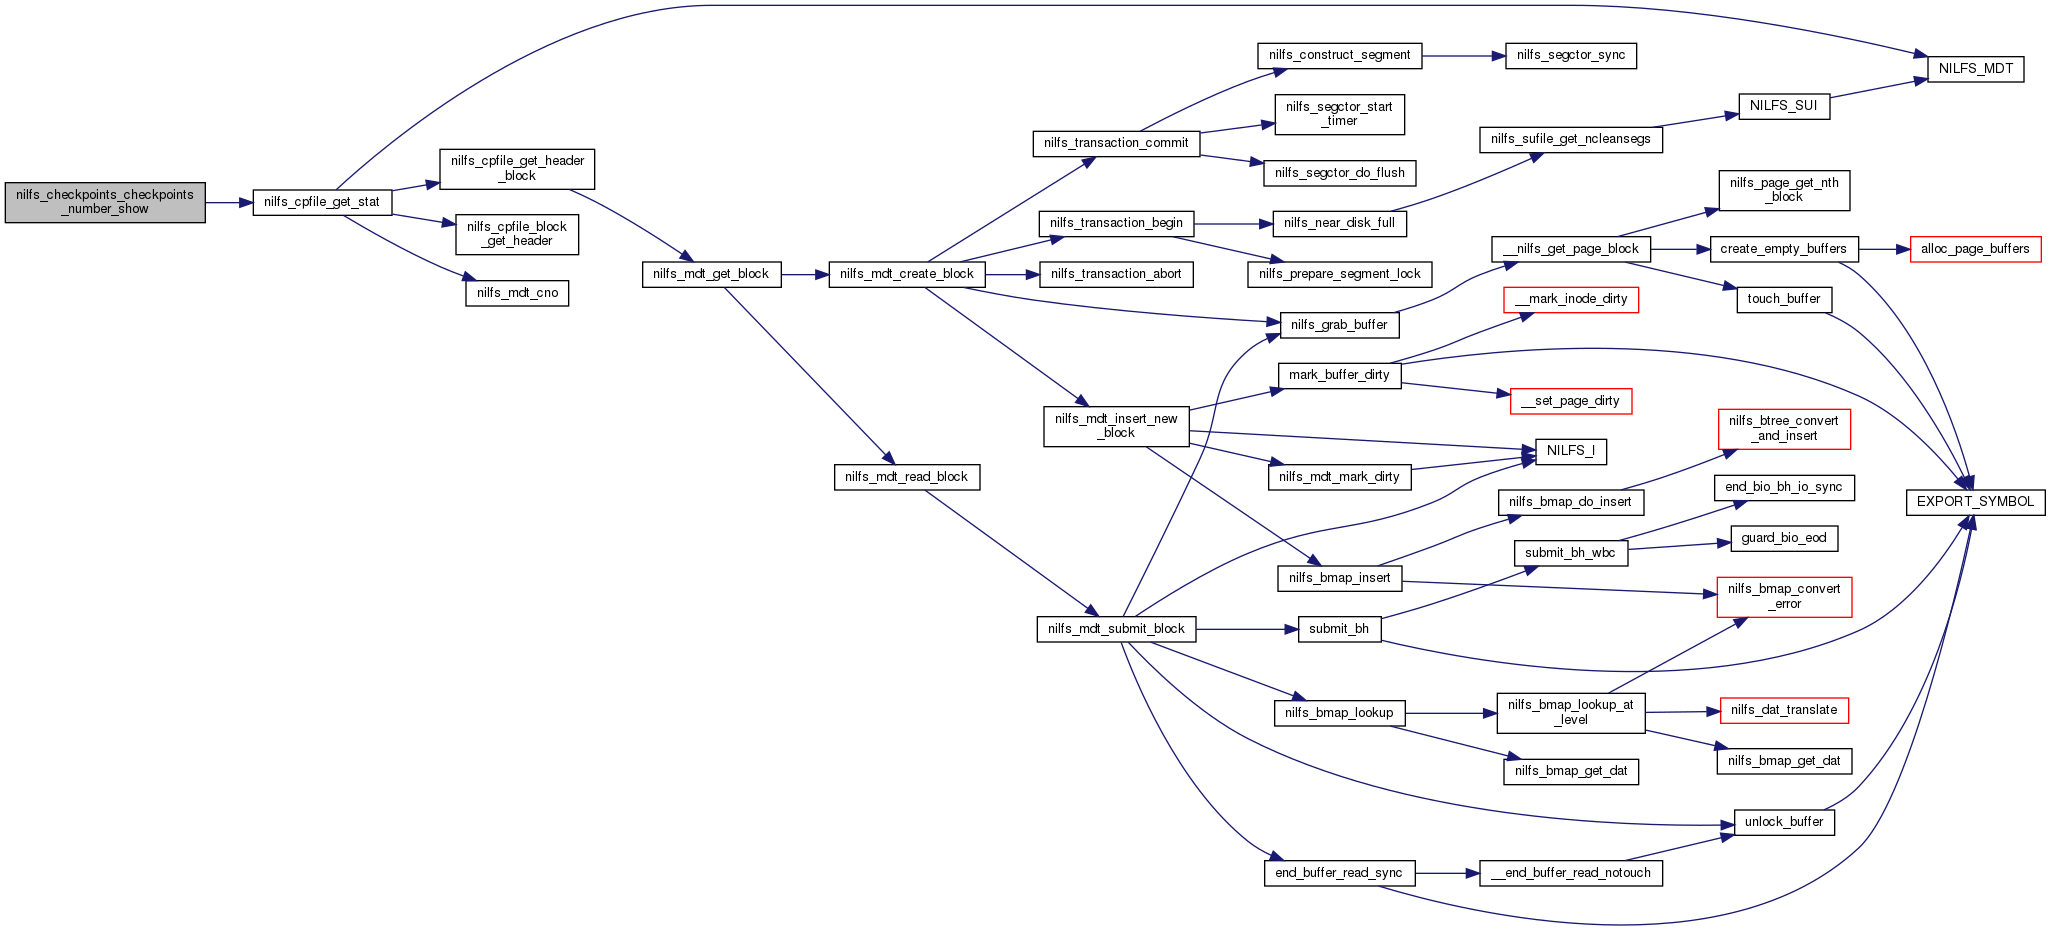 nilfs_checkpoints_checkpoints
_number_show
nilfs_cpfile_get_stat
nilfs_cpfile_get_header
_block
nilfs_cpfile_block
_get_header
nilfs_mdt_cno
nilfs_mdt_get_block
nilfs_mdt_create_block
nilfs_mdt_read_block
nilfs_transaction_commit
nilfs_transaction_begin
nilfs_transaction_abort
nilfs_mdt_insert_new
_block
nilfs_mdt_submit_block
nilfs_construct_segment
nilfs_segctor_start
_timer
nilfs_segctor_do_flush
nilfs_near_disk_full
nilfs_prepare_segment_lock
nilfs_grab_buffer
mark_buffer_dirty
nilfs_mdt_mark_dirty
nilfs_bmap_insert
submit_bh
nilfs_bmap_lookup
end_buffer_read_sync
nilfs_segctor_sync
nilfs_sufile_get_ncleansegs
__nilfs_get_page_block
__mark_inode_dirty
__set_page_dirty
NILFS_I
nilfs_bmap_do_insert
submit_bh_wbc
nilfs_bmap_lookup_at
_level
nilfs_bmap_get_dat
__end_buffer_read_notouch
NILFS_SUI
nilfs_page_get_nth
_block
create_empty_buffers
touch_buffer
nilfs_btree_convert
_and_insert
end_bio_bh_io_sync
guard_bio_eod
nilfs_bmap_convert
_error
nilfs_dat_translate
nilfs_bmap_get_dat
unlock_buffer
NILFS_MDT
alloc_page_buffers
EXPORT_SYMBOL